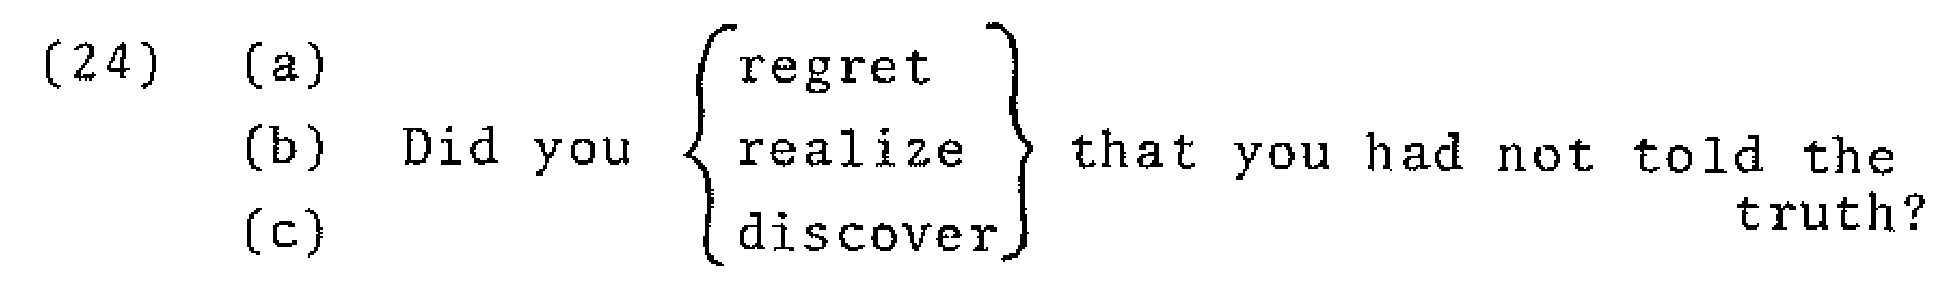 (24) (a) regret
(b) Did you realize that you had not told the
truth?
(c) discover